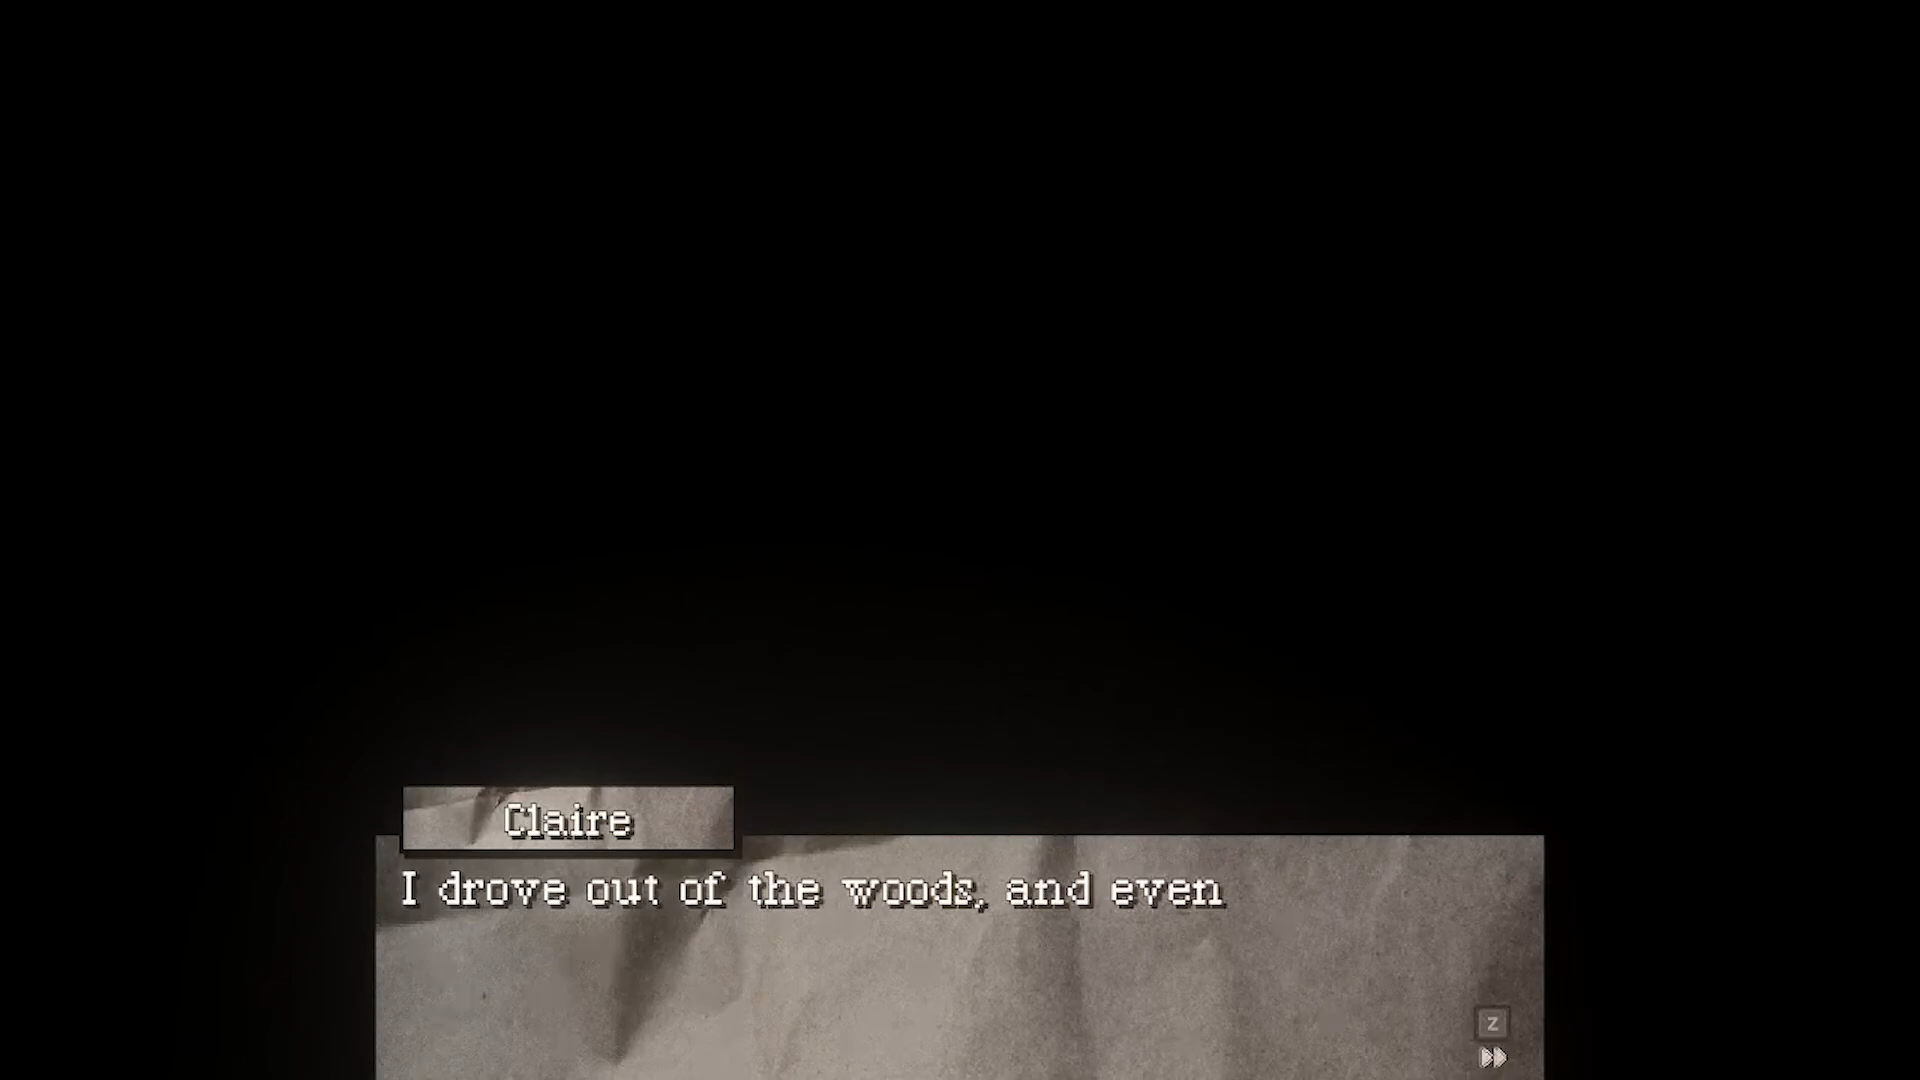 Claire
I drove out of the woods, and even
Z